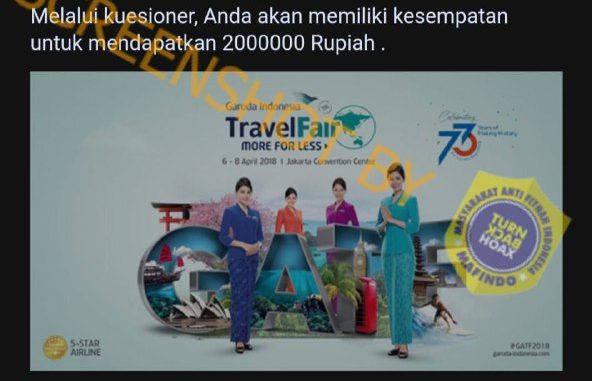 Melalui kuesioner, Anda akan memiliki kesempatan
untuk mendapatkan 2000000 Rupiah .
SCREENSHOT BY
Garuda Indonesia
TravelFair
MORE FOR LESS
6 - 8 April 2018 I Jakarta Convention Center
Celebrating
73 Years of
Making History
GATF
MASYARAKAT ANTI FITNAH INDONESIA
TURN
BACK
HOAX
MAFINDO
5-STAR
AIRLINE
#GATF2018
garuda-indonesia.com